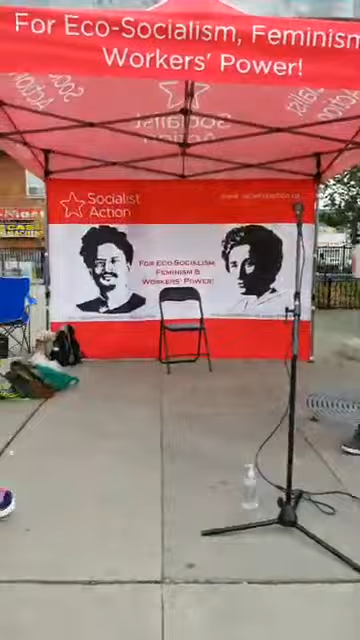 For Eco-Socialism, Feminism
Workers' Power!
Socialist
Action
For Eco-Socialism
Feminism &
Workers' Power!